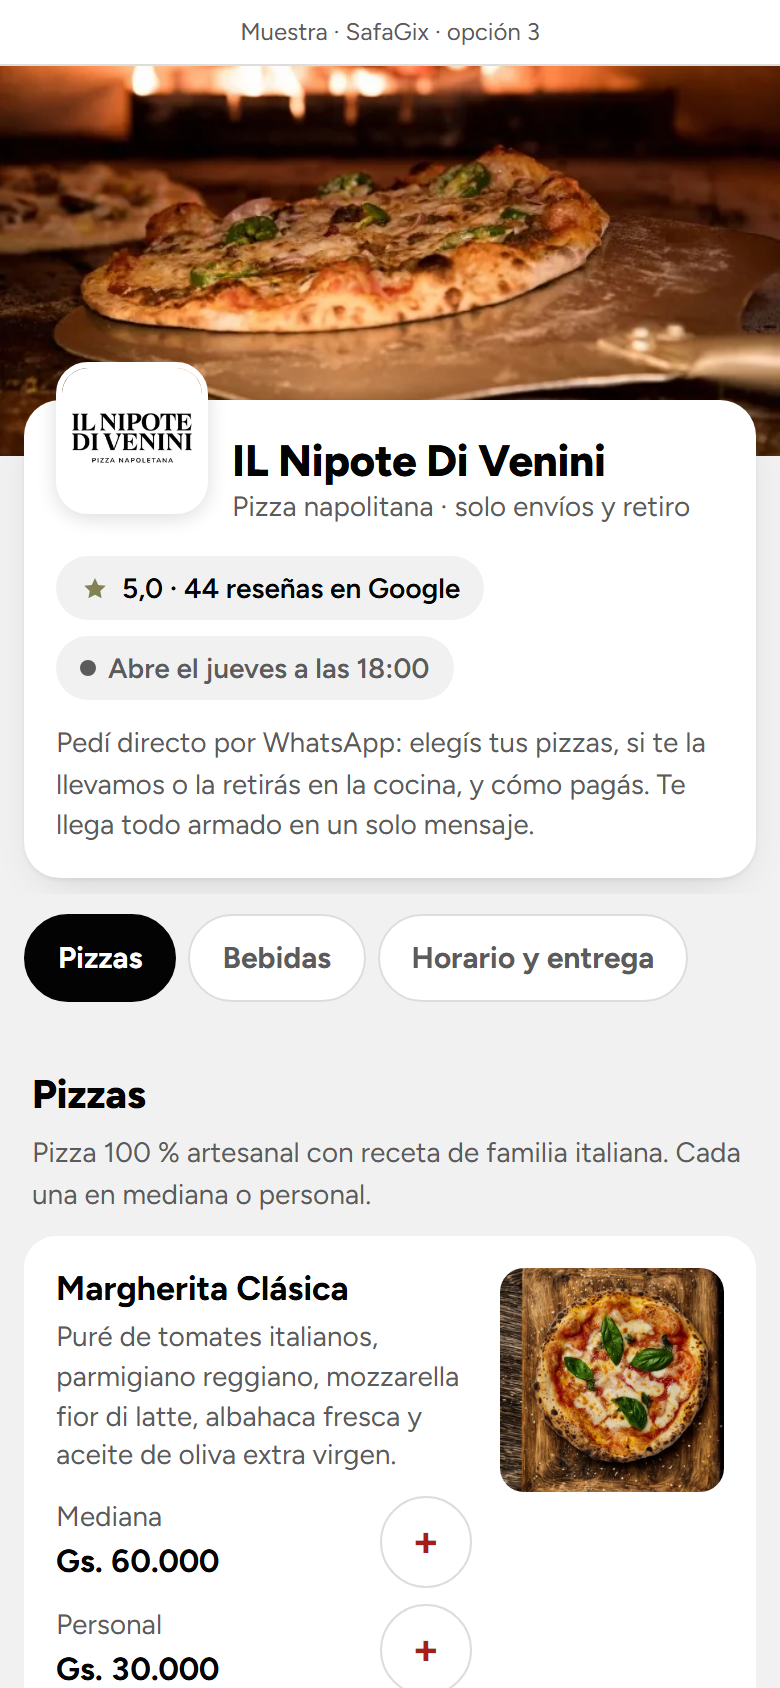 Muestra · SafaGix · opción 3
IL NIPOTE
DI VENINI
PIZZA NAPOLETANA
IL Nipote Di Venini
Pizza napolitana · solo envíos y retiro
★ 5,0 · 44 reseñas en Google
Abre el jueves a las 18:00
Pedí directo por WhatsApp: elegís tus pizzas, si te la
llevamos o la retirás en la cocina, y cómo pagás. Te
llega todo armado en un solo mensaje.
Pizzas
Bebidas
Horario y entrega
Pizzas
Pizza 100 % artesanal con receta de familia italiana. Cada
una en mediana o personal.
Margherita Clásica
Puré de tomates italianos,
parmigiano reggiano, mozzarella
fior di latte, albahaca fresca y
aceite de oliva extra virgen.
Mediana
Gs. 60.000
+
Personal
Gs. 30.000
+